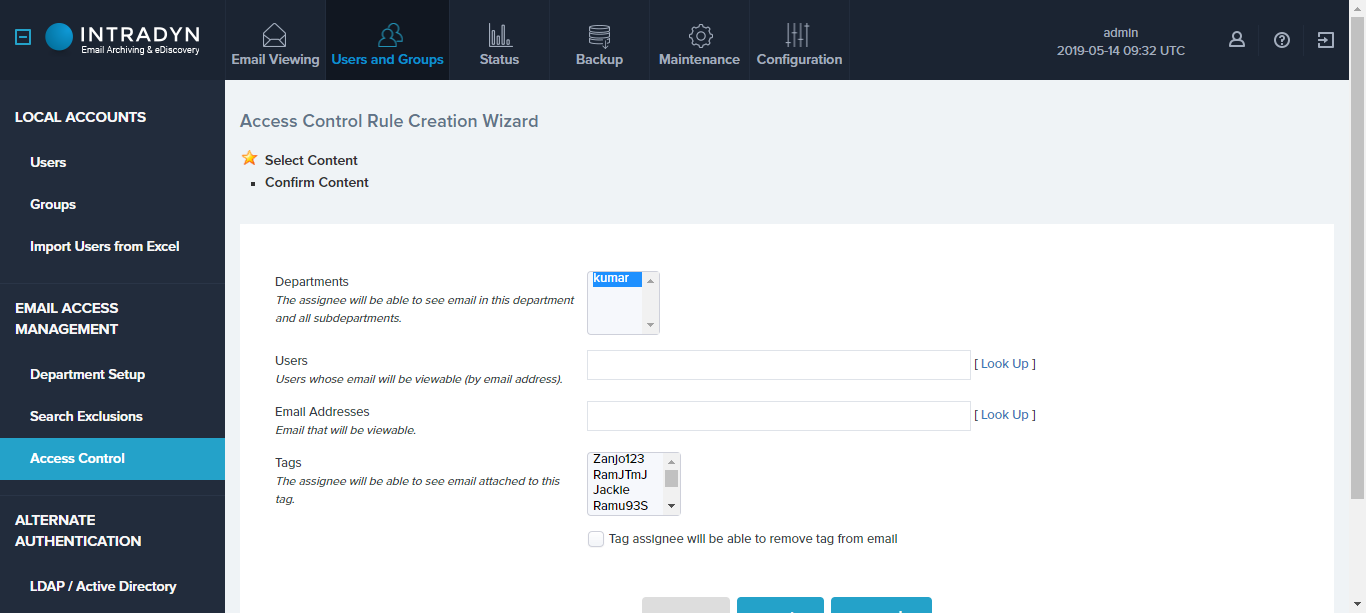 INTRADYN
Email Archiving & eDiscovery
Email Viewing
Users and Groups
Status
Backup
Maintenance
Configuration
admin
2019-05-14 09:32 UTC
LOCAL ACCOUNTS
Users
Groups
Import Users from Excel
EMAIL ACCESS
MANAGEMENT
Department Setup
Search Exclusions
Access Control
ALTERNATE
AUTHENTICATION
LDAP / Active Directory
Access Control Rule Creation Wizard
Select Content
Confirm Content
Departments
The assignee will be able to see email in this department
and all subdepartments.
kumar
Users
Users whose email will be viewable (by email address).
[ Look Up ]
Email Addresses
Email that will be viewable.
[ Look Up ]
Tags
The assignee will be able to see email attached to this
tag.
Zanjo123
RamJTmJ
Jackie
Ramu93S
Tag assignee will be able to remove tag from email